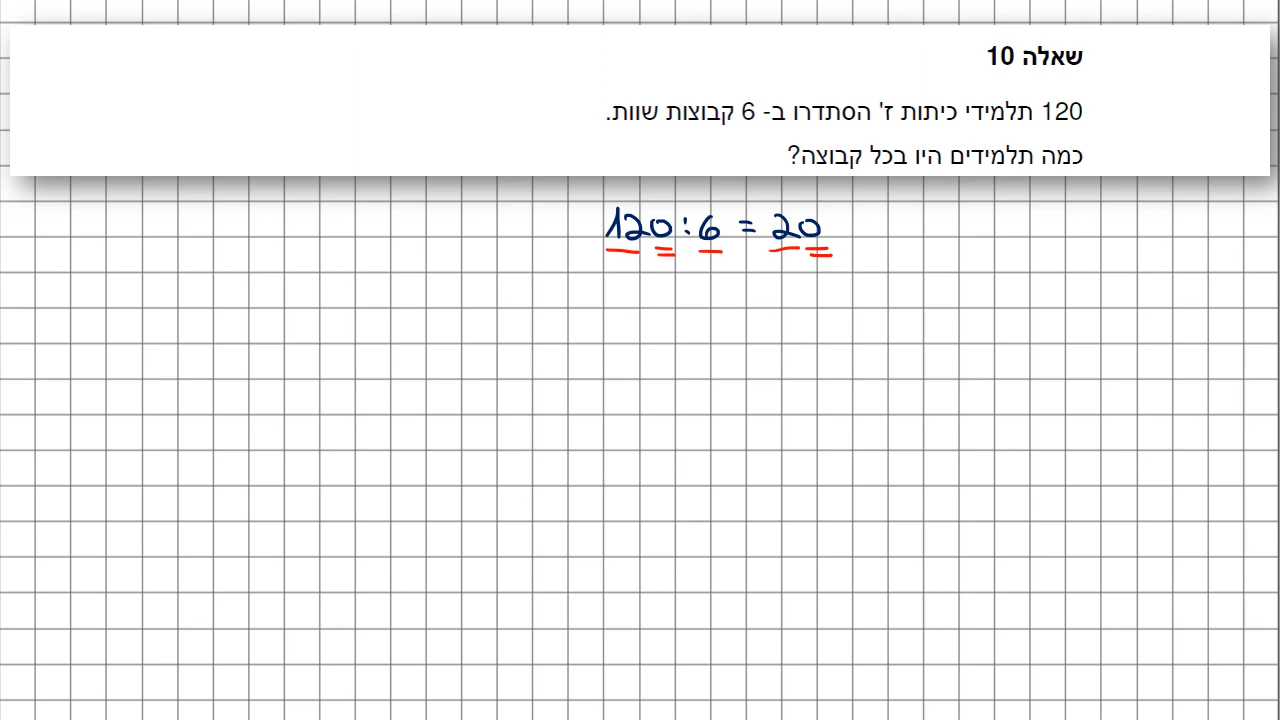 שאלה 10
120 תלמידי כיתות ז' הסתדרו ב- 6 קבוצות שוות.
כמה תלמידים היו בכל קבוצה?
120 : 6 = 20